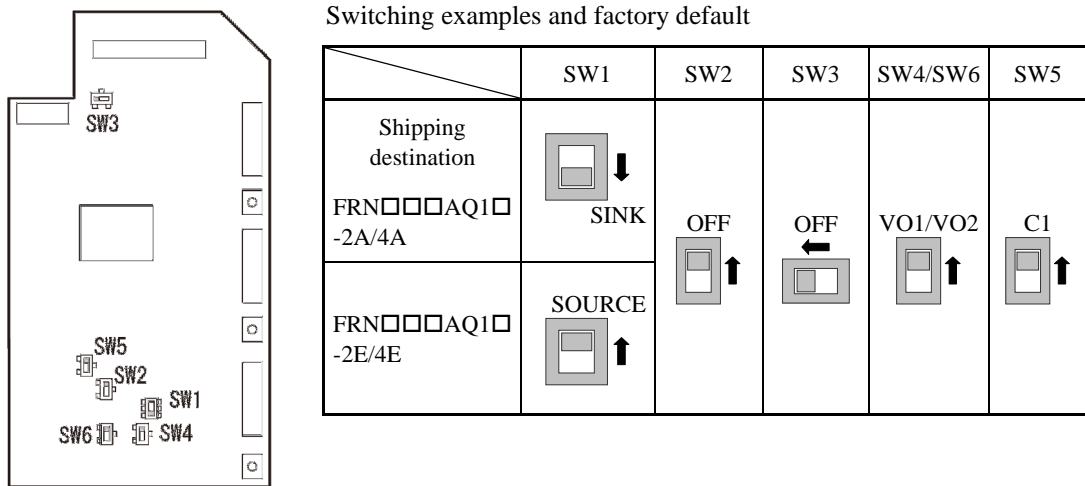 Switching examples and factory default
SW1 SW2 SW3 SW4/SW6 SW5
Shipping
destination
FRN□□□AQ1□
-2A/4A
SINK
OFF
OFF
VO1/VO2
C1
FRN□□□AQ1□
-2E/4E
SOURCE
SW3
SW5
SW2
SW1
SW6
SW4